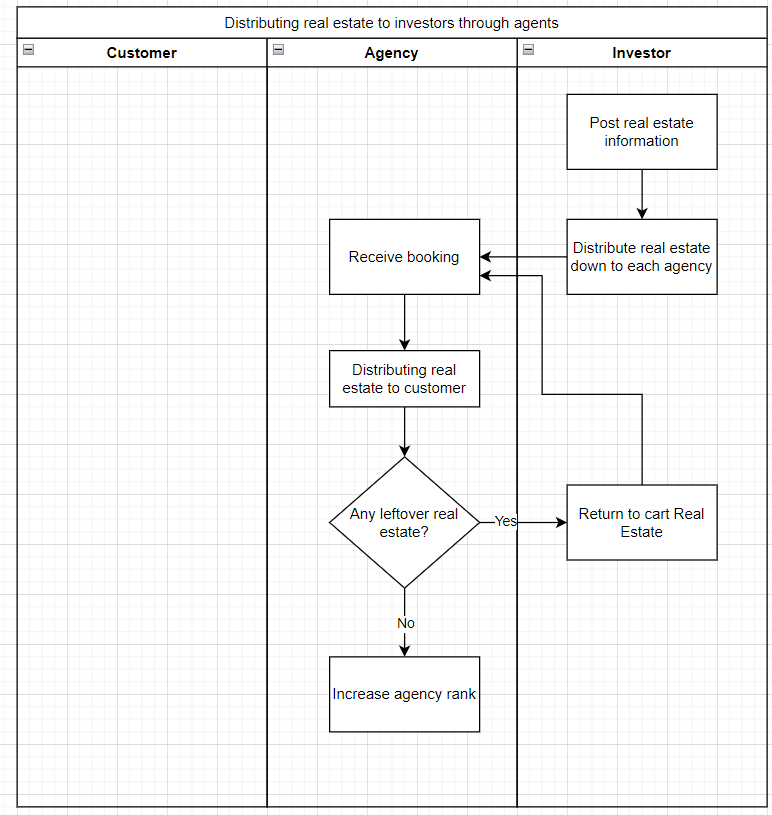 Distributing real estate to investors through agents
Customer
Agency
Investor
Post real estate
information
Distribute real estate
down to each agency
Receive booking
Distributing real
estate to customer
Any leftover real
estate?
Yes
Return to cart Real
Estate
No
Increase agency rank